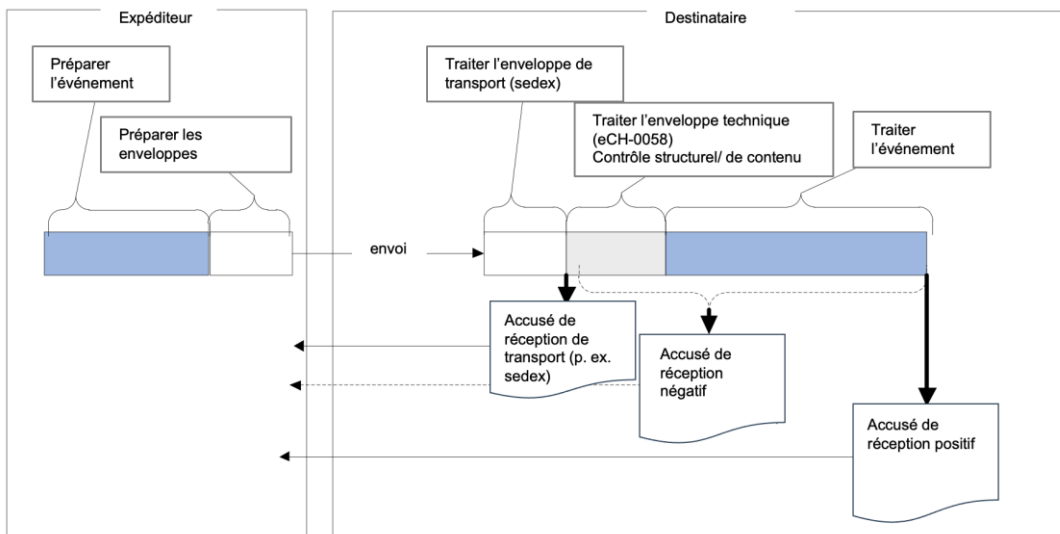 Expéditeur
Destinataire
Préparer
l'événement
Préparer les
enveloppes
Traiter l'enveloppe de
transport (sedex)
Traiter l'enveloppe technique
(eCH-0058)
Contrôle structurel/ de contenu
Traiter
l'événement
envoi
Accusé de
réception de
transport (p. ex.
sedex)
Accusé de
réception
négatif
Accusé de
réception positif